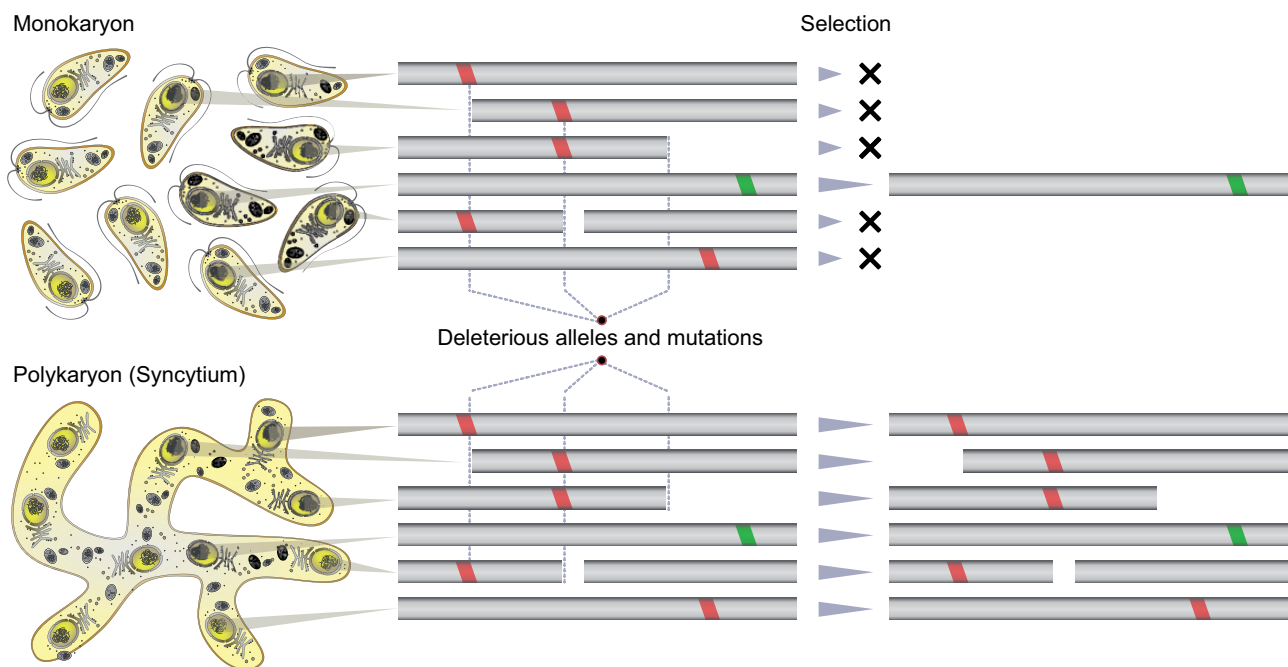 Monokaryon
Selection
Deleterious alleles and mutations
Polykaryon (Syncytium)